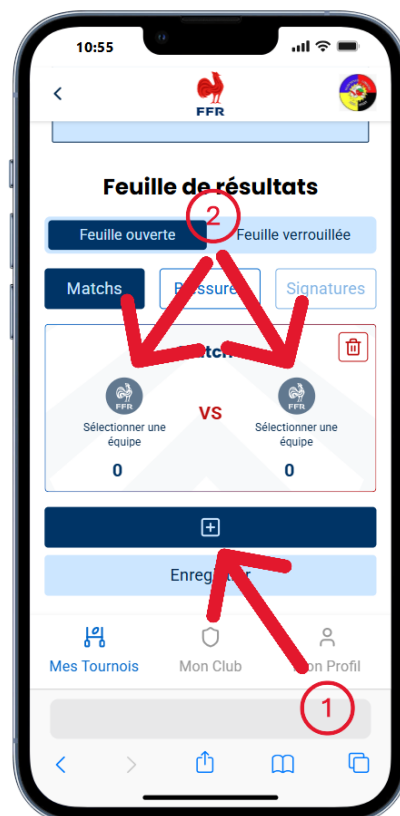 10:55
FFR
Feuille de résultats
2
Feuille ouverte
Feuille verrouillée
Matchs
Signatures
FFR
VS
FFR
Sélectionner une
équipe
Sélectionner une
équipe
0
0
Mes Tournois
Mon Club
Profil
1